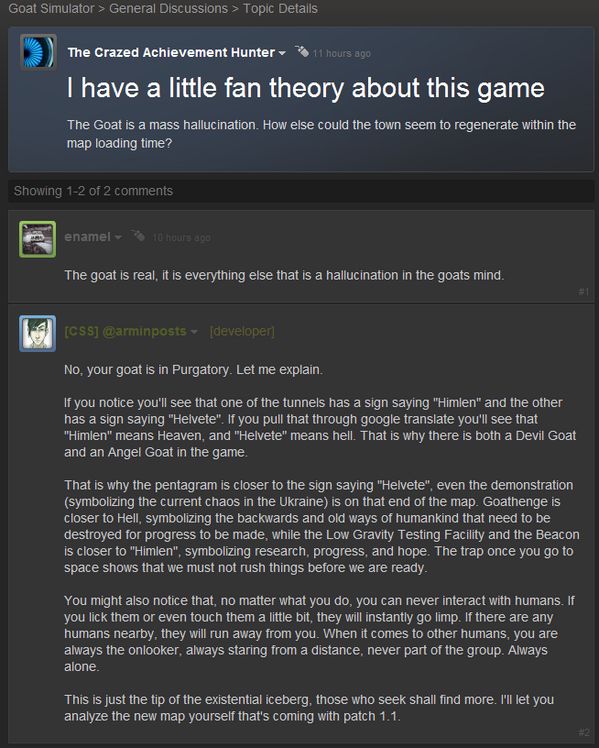 Goat Simulator > General Discussions > Topic Details
The Crazed Achievement Hunter 11 hours ago
I have a little fan theory about this game
The Goat is a mass hallucination. How else could the town seem to regenerate within the
map loading time?
Showing 1-2 of 2 comments
enamel 10 hours ago
The goat is real, it is everything else that is a hallucination in the goats mind.
#1
[CSS] @arminposts [developer]
No, your goat is in Purgatory. Let me explain.
If you notice you'll see that one of the tunnels has a sign saying "Himlen" and the other
has a sign saying "Helvete". If you pull that through google translate you'll see that
"Himlen" means Heaven, and "Helvete" means hell. That is why there is both a Devil Goat
and an Angel Goat in the game.
That is why the pentagram is closer to the sign saying "Helvete", even the demonstration
(symbolizing the current chaos in the Ukraine) is on that end of the map. Goathenge is
closer to Hell, symbolizing the backwards and old ways of humankind that need to be
destroyed for progress to be made, while the Low Gravity Testing Facility and the Beacon
is closer to "Himlen", symbolizing research, progress, and hope. The trap once you go to
space shows that we must not rush things before we are ready.
You might also notice that, no matter what you do, you can never interact with humans. If
you lick them or even touch them a little bit, they will instantly go limp. If there are any
humans nearby, they will run away from you. When it comes to other humans, you are
always the onlooker, always staring from a distance, never part of the group. Always
alone.
This is just the tip of the existential iceberg, those who seek shall find more. I'll let you
analyze the new map yourself that's coming with patch 1.1.
#2